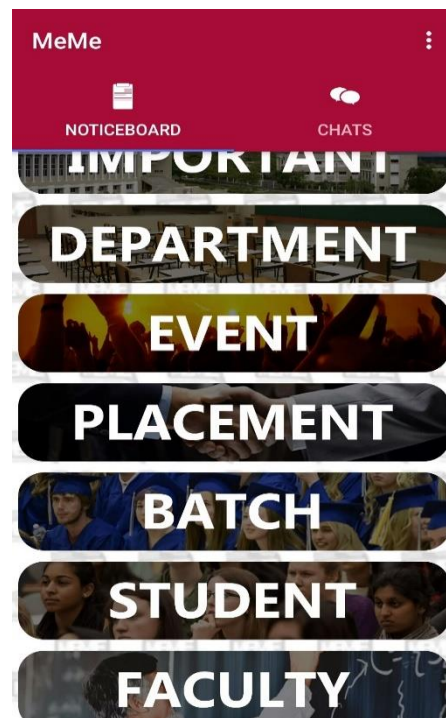 MeMe
NOTICEBOARD CHATS
IMPORTANT
DEPARTMENT
EVENT
PLACEMENT
BATCH
STUDENT
FACULTY